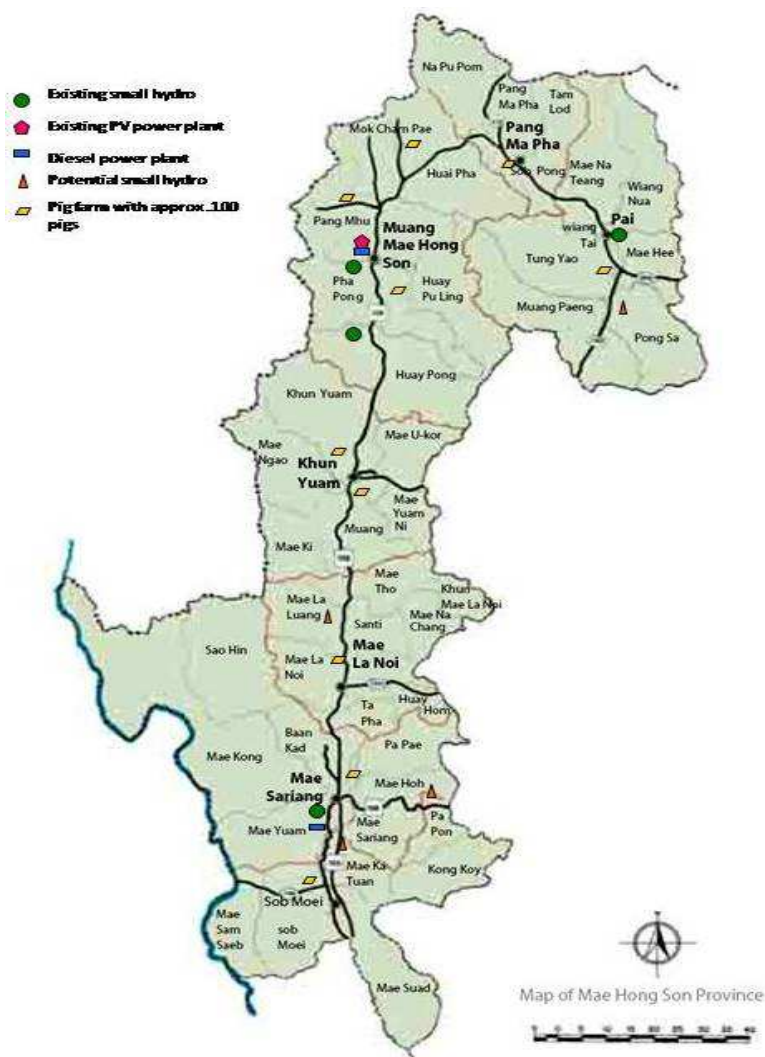 Existing small hydro
Existing PV power plant
Diesel power plant
Potential small hydro
Pig farm with approx .100
pigs
Na Pu Pom
Pang
Ma Pha
Tam
Lod
Mok Cham Pae
Pang
Ma Pha
Huai Pha
Sob Pong
Mae Na
Teang
Wiang
Nua
Pang Mhu
Pai
Muang
Mae Hong
Son
wiang
Tai
Mae Hee
Tung Yao
Pha
Pong
Huay
Pu Ling
Muang Paeng
Pong Sa
Huay Pong
Khun Yuam
Mae U-kor
Mae
Ngao
Khun
Yuam
Mae
Yuam
Ni
Muang
Mae Ki
Mae
Tho
Mae La
Luang
Khun
Mae La Noi
Santi
Mae Na
Chang
Sao Hin
Mae La
Noi
Mae
La Noi
Ta
Pha
Huay
Hom
Baan
Kad
Pa Pae
Mae Kong
Mae Hoh
Mae
Sariang
108
Pa
Pon
Mae Yuam
Mae
Sariang
Mae Ka
Tuan
Kong Koy
Sob Moei
Mae
Sam
Saeb
sob
Moei
Mae Suad
Map of Mae Hong Son Province